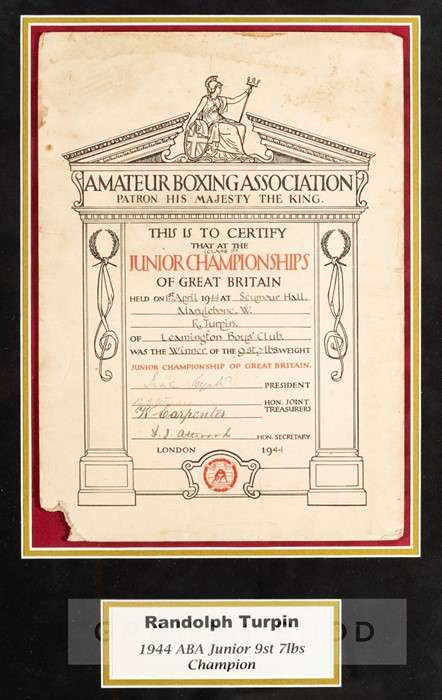 AMATEUR BOXING ASSOCIATION
PATRON HIS MAJESTY THE KING.
THIS IS TO CERTIFY
THAT AT THE
JUNIOR CHAMPIONSHIPS
OF GREAT BRITAIN
HELD ON 1st April 1944 AT Seymour Hall,
Marylebone, W.
R. Turpin.
OF Leamington Boys' Club.
WAS THE Winner OF THE 9st. 7lbs WEIGHT
JUNIOR CHAMPIONSHIP OF GREAT BRITAIN.
PRESIDENT
HON. JOINT
K. Carpenter TREASURERS
HON. SECRETARY
LONDON 1944
Randolph Turpin
1944 ABA Junior 9st 7lbs
Champion